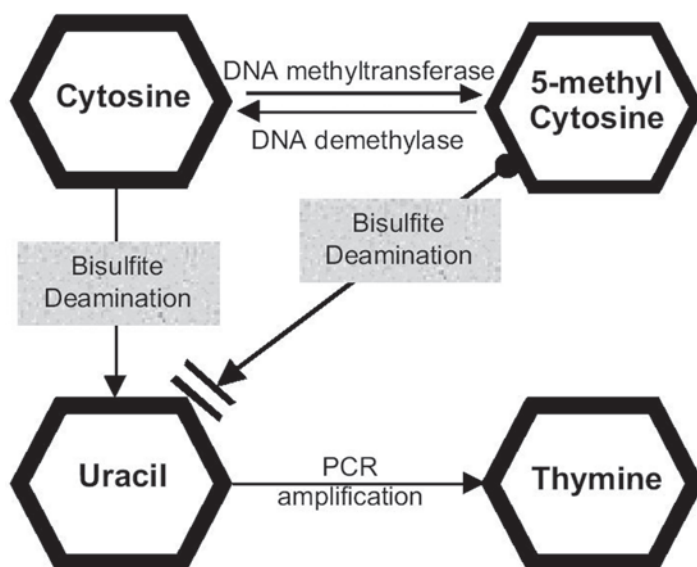 Cytosine
DNA methyltransferase
DNA demethylase
5-methyl
Cytosine
Bisulfite
Deamination
Bisulfite
Deamination
Uracil
PCR
amplification
Thymine